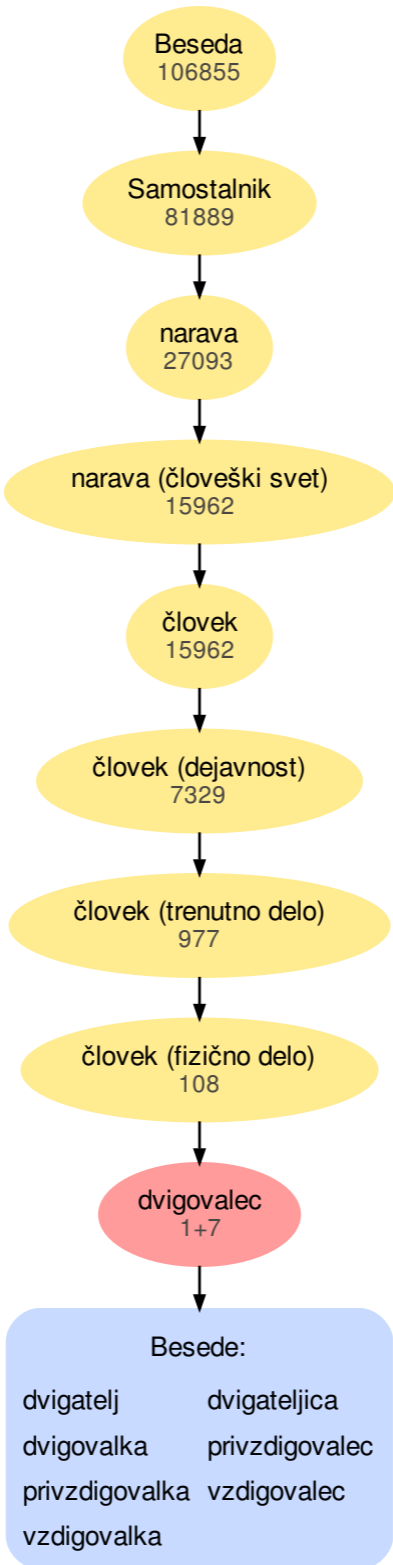 Beseda
106855
Samostalnik
81889
narava
27093
narava (človeški svet)
15962
človek
15962
človek (dejavnost)
7329
človek (trenutno delo)
977
človek (fizično delo)
108
dvigovalec
1+7
Besede:
dvigatelj dvigateljica
dvigovalka privzdigovalec
privzdigovalka vzdigovalec
vzdigovalka